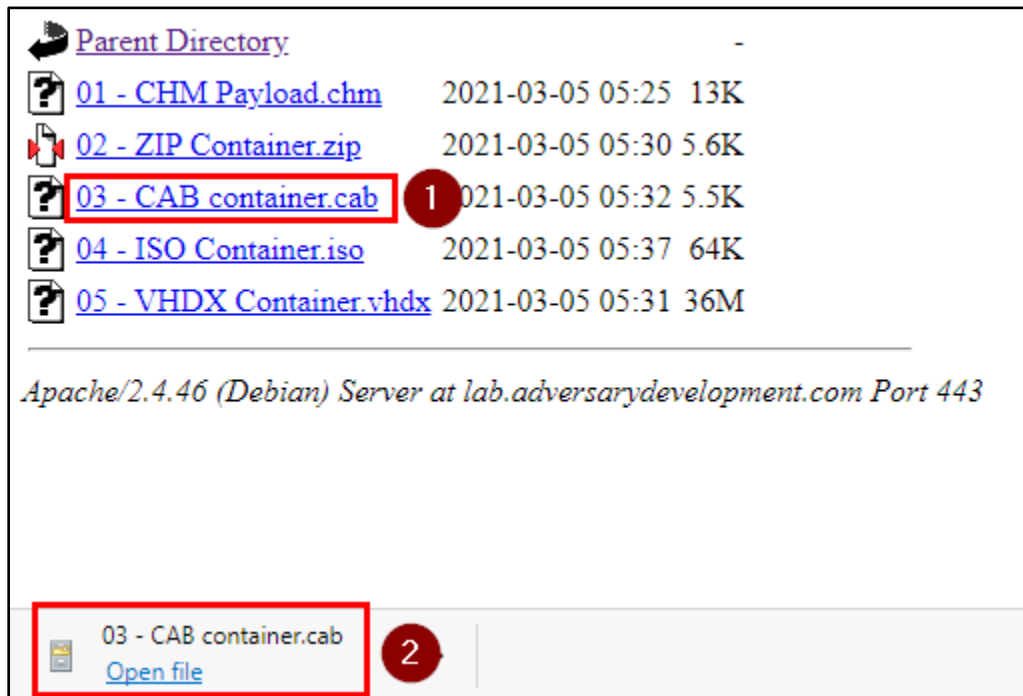 Parent Directory -
01 - CHM Payload.chm 2021-03-05 05:25 13K
02 - ZIP Container.zip 2021-03-05 05:30 5.6K
03 - CAB container.cab 1 021-03-05 05:32 5.5K
04 - ISO Container.iso 2021-03-05 05:37 64K
05 - VHDX Container.vhdx 2021-03-05 05:31 36M
Apache/2.4.46 (Debian) Server at lab.adversarydevelopment.com Port 443
03 - CAB container.cab
Open file 2